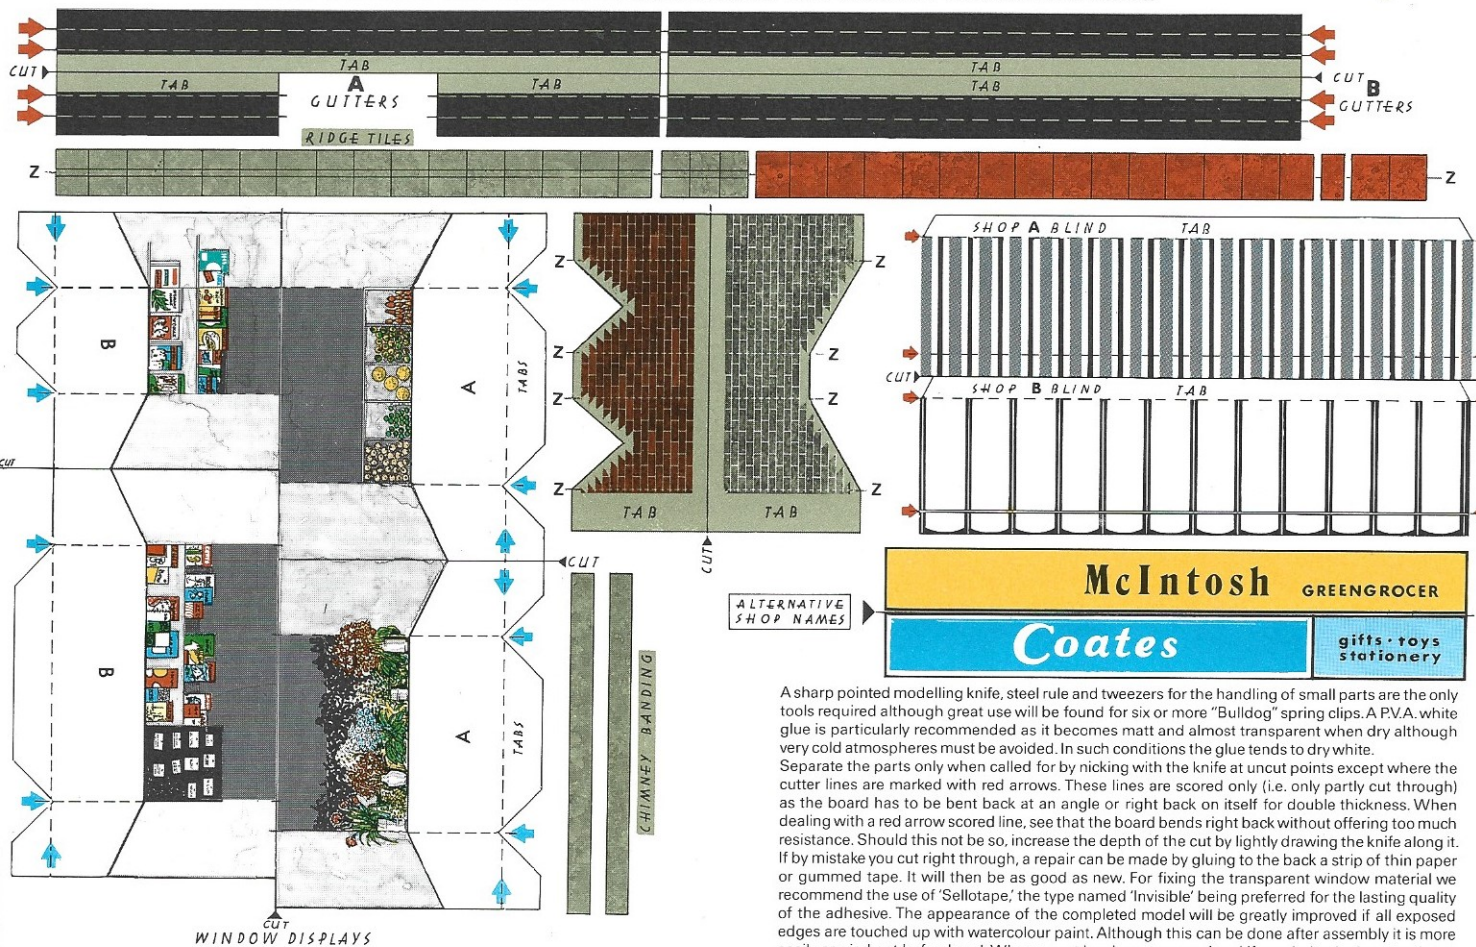 TAB
TAB
CUT
TAB
A
TAB
TAB
CUT
B
GUTTERS
GUTTERS
RIDGE TILES
Z
Z
SHOP A BLIND TAB
Z
Z
B
A
TABS
Z
Z
Z
Z
CUT
SHOP B BLIND TAB
CUT
Z
Z
TAB
TAB
CUT
CUT
McIntosh GREENGROCER
ALTERNATIVE
SHOP NAMES
Coates
gifts · toys
stationery
B
A
TABS
CHIMNEY BANDING
CUT
WINDOW DISPLAYS
A sharp pointed modelling knife, steel rule and tweezers for the handling of small parts are the only
tools required although great use will be found for six or more "Bulldog" spring clips. A P.V.A. white
glue is particularly recommended as it becomes matt and almost transparent when dry although
very cold atmospheres must be avoided. In such conditions the glue tends to dry white.
Separate the parts only when called for by nicking with the knife at uncut points except where the
cutter lines are marked with red arrows. These lines are scored only (i.e. only partly cut through)
as the board has to be bent back at an angle or right back on itself for double thickness. When
dealing with a red arrow scored line, see that the board bends right back without offering too much
resistance. Should this not be so, increase the depth of the cut by lightly drawing the knife along it.
If by mistake you cut right through, a repair can be made by gluing to the back a strip of thin paper
or gummed tape. It will then be as good as new. For fixing the transparent window material we
recommend the use of 'Sellotape,' the type named 'Invisible' being preferred for the lasting quality
of the adhesive. The appearance of the completed model will be greatly improved if all exposed
edges are touched up with watercolour paint. Although this can be done after assembly it is more